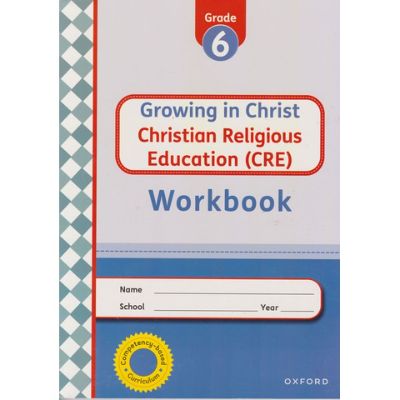 Grade
6
Growing in Christ
Christian Religious
Education (CRE)
Workbook
Name
School Year
Competency-based
Curriculum
OXFORD